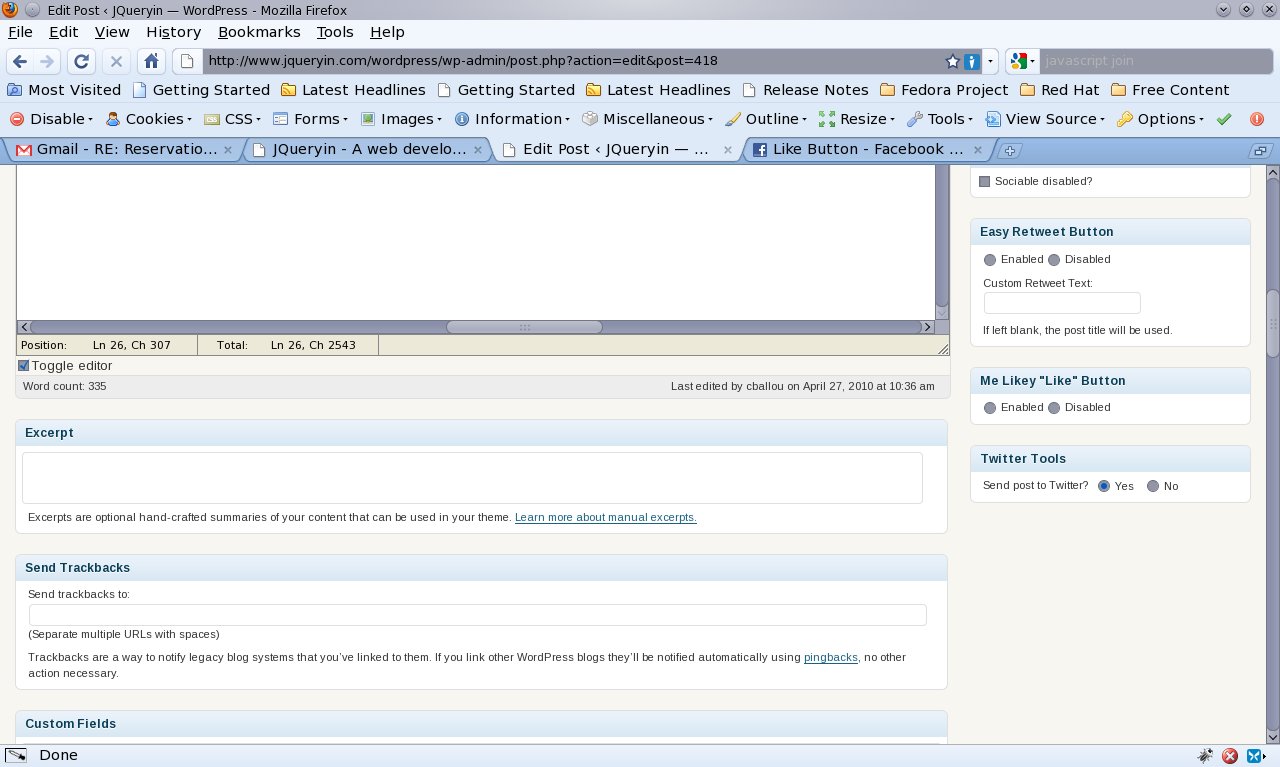 Edit Post ‹ JQueryin — WordPress - Mozilla Firefox
File Edit View History Bookmarks Tools Help
http://www.jqueryin.com/wordpress/wp-admin/post.php?action=edit&post=418
javascript join
Most Visited Getting Started Latest Headlines Getting Started Latest Headlines Release Notes Fedora Project Red Hat Free Content
Disable Cookies CSS Forms Images Information Miscellaneous Outline Resize Tools View Source Options
Gmail - RE: Reservatio... JQueryin - A web develo... Edit Post ‹ JQueryin — ... Like Button - Facebook ...
Position: Ln 26, Ch 307 Total: Ln 26, Ch 2543
Toggle editor
Word count: 335 Last edited by cballou on April 27, 2010 at 10:36 am
Excerpt
Excerpts are optional hand-crafted summaries of your content that can be used in your theme. Learn more about manual excerpts.
Send Trackbacks
Send trackbacks to:
(Separate multiple URLs with spaces)
Trackbacks are a way to notify legacy blog systems that you've linked to them. If you link other WordPress blogs they'll be notified automatically using pingbacks, no other
action necessary.
Custom Fields
Sociable disabled?
Easy Retweet Button
Enabled Disabled
Custom Retweet Text:
If left blank, the post title will be used.
Me Likey "Like" Button
Enabled Disabled
Twitter Tools
Send post to Twitter? Yes No
Done